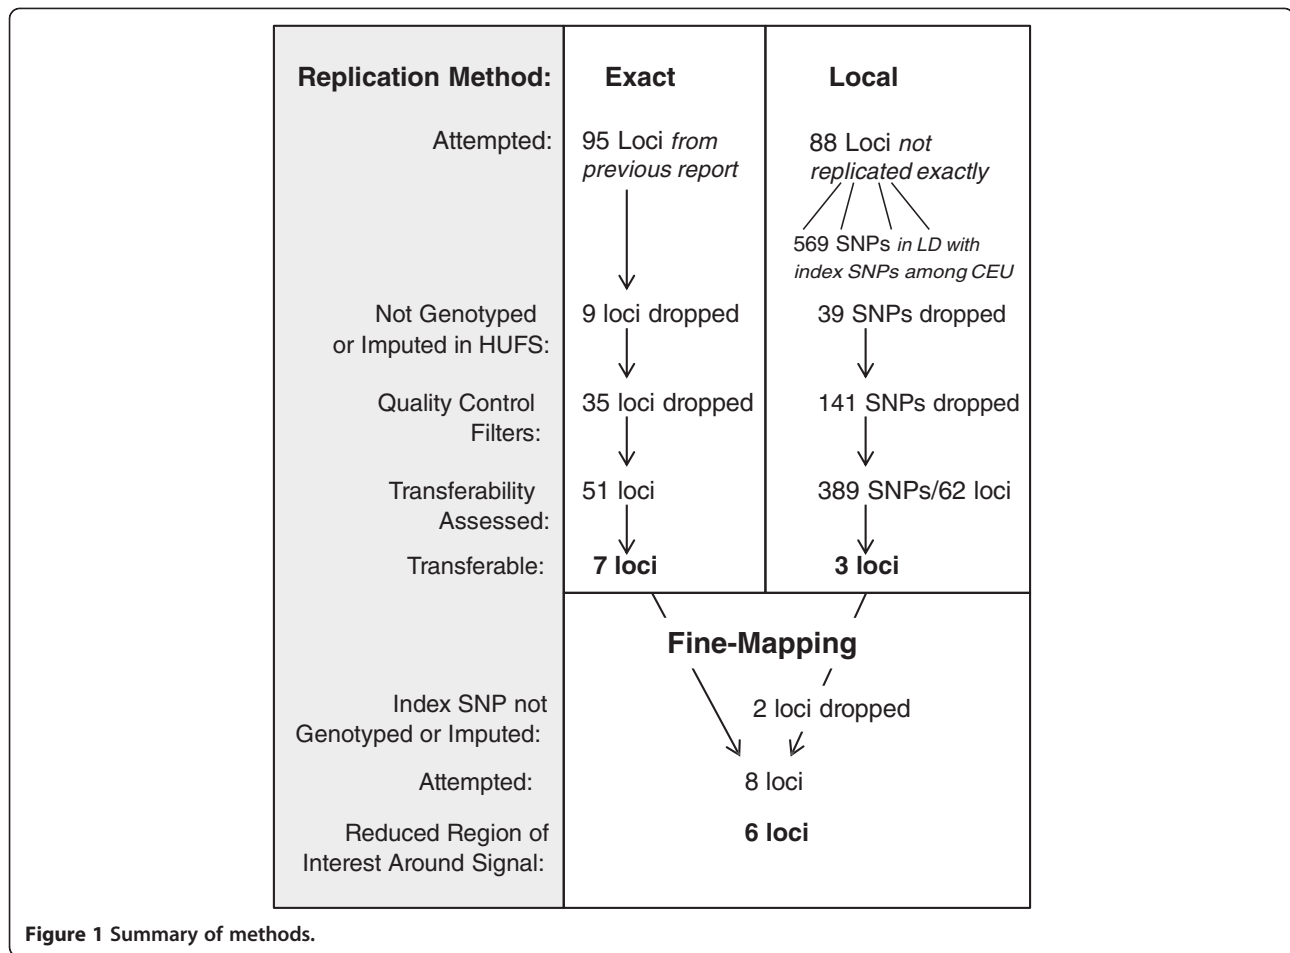 Replication Method: Exact Local
Attempted: 95 Loci from 88 Loci not
previous report replicated exactly
569 SNPs in LD with
index SNPs among CEU
Not Genotyped 9 loci dropped 39 SNPs dropped
or Imputed in HUFS:
Quality Control 35 loci dropped 141 SNPs dropped
Filters:
Transferability 51 loci 389 SNPs/62 loci
Assessed:
Transferable: 7 loci 3 loci
Fine-Mapping
Index SNP not 2 loci dropped
Genotyped or Imputed:
Attempted: 8 loci
Reduced Region of 6 loci
Interest Around Signal:
Figure 1 Summary of methods.